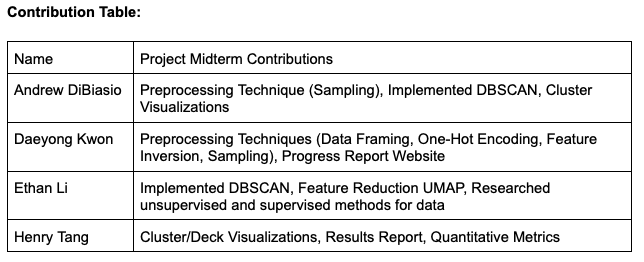 Contribution Table:
Name
Project Midterm Contributions
Andrew DiBiasio
Preprocessing Technique (Sampling), Implemented DBSCAN, Cluster
Visualizations
Daeyong Kwon
Preprocessing Techniques (Data Framing, One-Hot Encoding, Feature
Inversion, Sampling), Progress Report Website
Ethan Li
Implemented DBSCAN, Feature Reduction UMAP, Researched
unsupervised and supervised methods for data
Henry Tang
Cluster/Deck Visualizations, Results Report, Quantitative Metrics